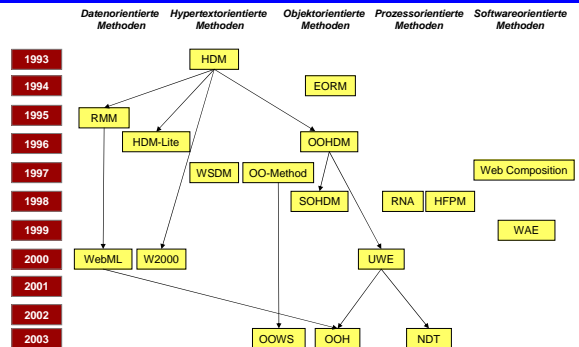 Datenorientierte Hypertextorientierte Objektorientierte Prozessorientierte Softwareorientierte
Methoden Methoden Methoden Methoden Methoden
1993 HDM
1994 EORM
1995 RMM
1996 HDM-Lite OOHDM
1997 WSDM OO-Method Web Composition
1998 SOHDM RNA HFPM
1999 WAE
2000 WebML W2000 UWE
2001
2002
2003 OOWS OOH NDT